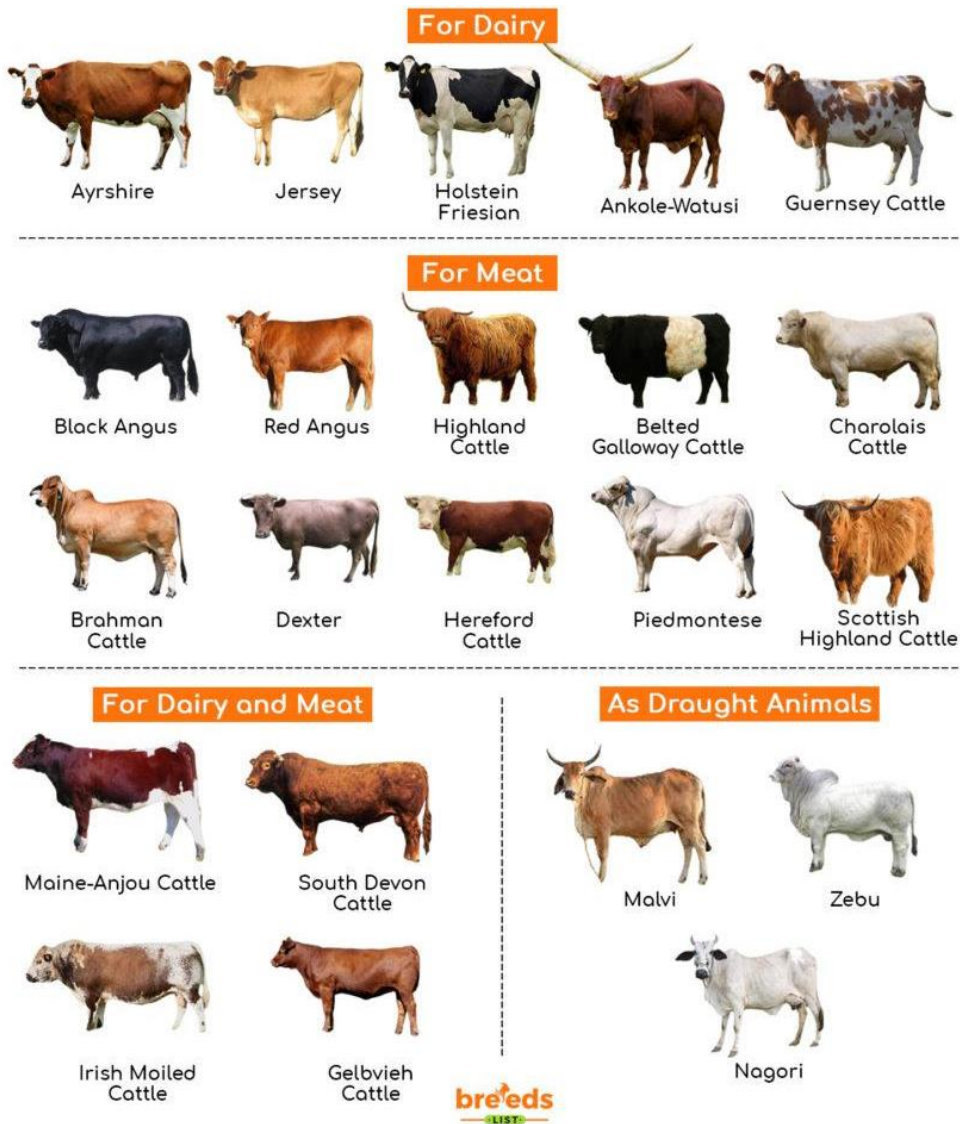 For Dairy
Ayrshire
Jersey
Holstein
Friesian
Ankole-Watusi
Guernsey Cattle
For Meat
Black Angus
Red Angus
Highland
Cattle
Belted
Galloway Cattle
Charolais
Cattle
Brahman
Cattle
Dexter
Hereford
Cattle
Piedmontese
Scottish
Highland Cattle
For Dairy and Meat
Maine-Anjou Cattle
South Devon
Cattle
Irish Moiled
Cattle
Gelbvieh
Cattle
As Draught Animals
Malvi
Zebu
Nagori
breeds
LIST